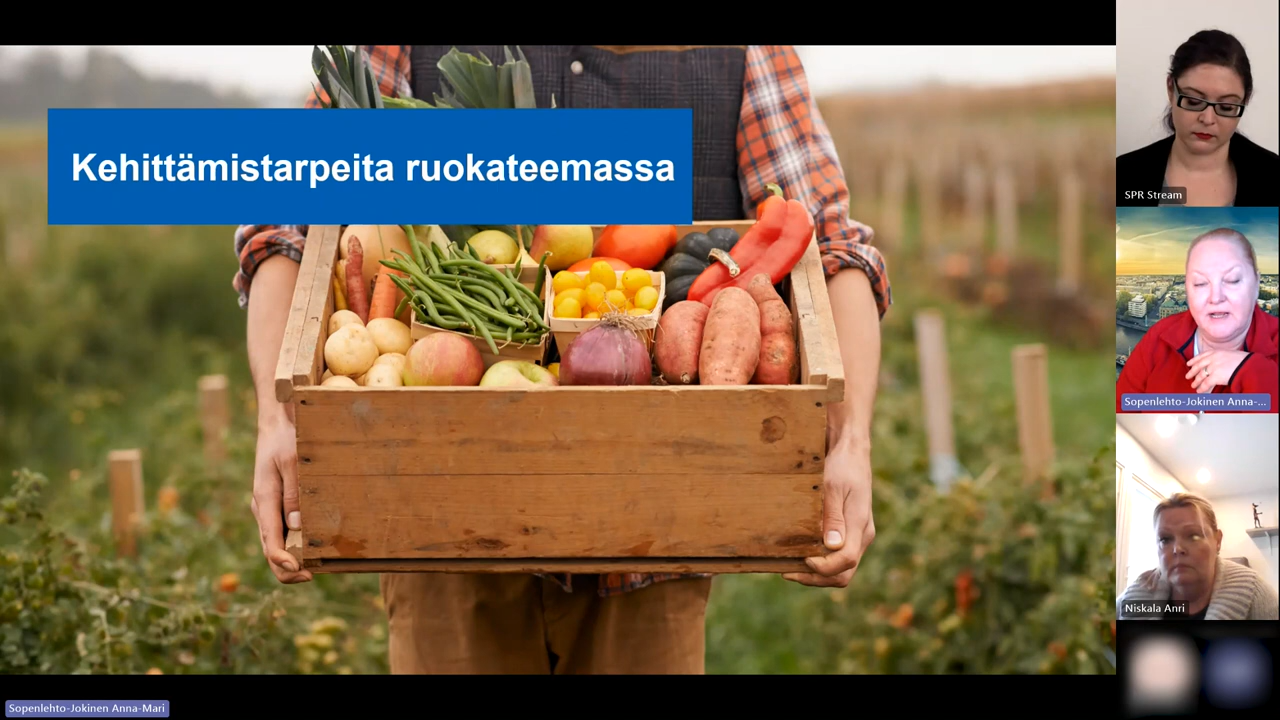 Kehittämistarpeita ruokateemassa
SPR Stream
Sopenlehto-Jokinen Anna-...
Niskala Anri
Sopenlehto-Jokinen Anna-Mari